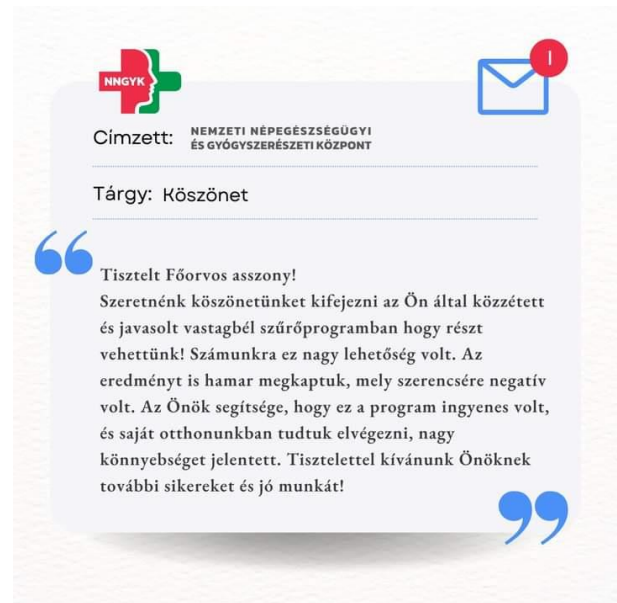 NNGYK
1
Címzett: NEMZETI NÉPEGÉSZSÉGÜGYI
ÉS GYÓGYSZERÉSZETI KÖZPONT
Tárgy: Köszönet
Tisztelt Főorvos asszony!
Szeretnénk köszönetünket kifejezni az Ön által közzétett
és javasolt vastagbél szűrőprogramban hogy részt
vehettünk! Számunkra ez nagy lehetőség volt. Az
eredményt is hamar megkaptuk, mely szerencsére negatív
volt. Az Önök segítsége, hogy ez a program ingyenes volt,
és saját otthonunkban tudtuk elvégezni, nagy
könnyebséget jelentett. Tisztelettel kívánunk Önöknek
további sikereket és jó munkát!